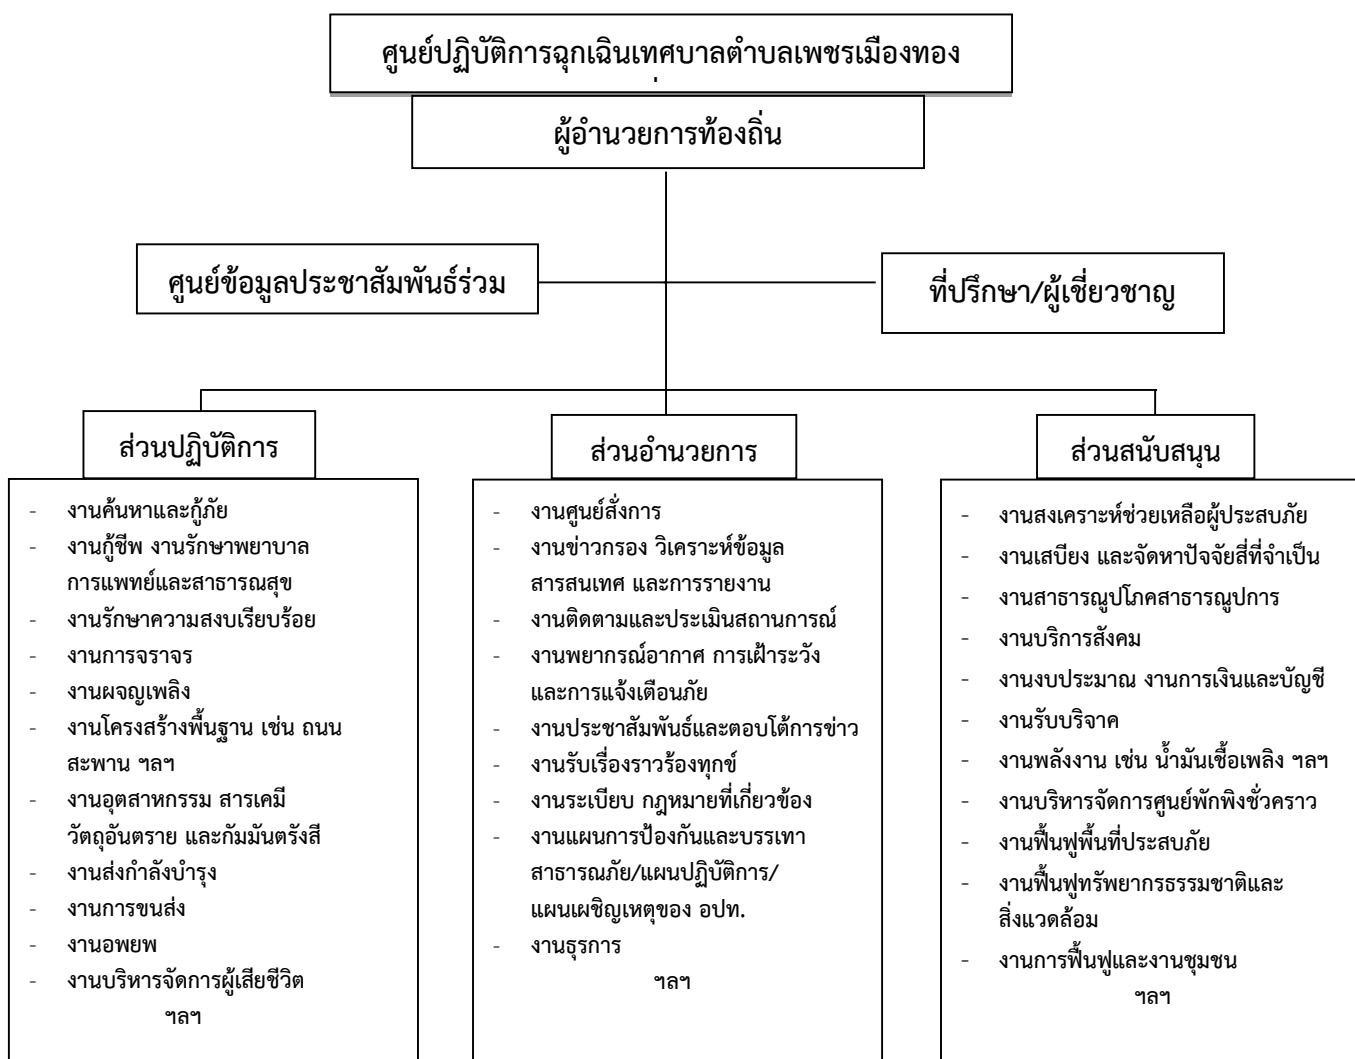 ศูนย์ปฏิบัติการฉุกเฉินเทศบาลตำบลเพชรเมืองทอง
ผู้อำนวยการท้องถิ่น
ศูนย์ข้อมูลประชาสัมพันธ์ร่วม
ที่ปรึกษา/ผู้เชี่ยวชาญ
ส่วนปฏิบัติการ
- งานค้นหาและกู้ภัย
- งานกู้ชีพ งานรักษาพยาบาล
การแพทย์และสาธารณสุข
- งานรักษาความสงบเรียบร้อย
- งานการจราจร
- งานผจญเพลิง
- งานโครงสร้างพื้นฐาน เช่น ถนน
สะพาน ฯลฯ
- งานอุตสาหกรรม สารเคมี
วัตถุอันตราย และกัมมันตรังสี
- งานส่งกำลังบำรุง
- งานการขนส่ง
- งานอพยพ
- งานบริหารจัดการผู้เสียชีวิต
ฯลฯ
ส่วนอำนวยการ
- งานศูนย์สั่งการ
- งานข่าวกรอง วิเคราะห์ข้อมูล
สารสนเทศ และการรายงาน
- งานติดตามและประเมินสถานการณ์
- งานพยากรณ์อากาศ การเฝ้าระวัง
และการแจ้งเตือนภัย
- งานประชาสัมพันธ์และตอบโต้การข่าว
- งานรับเรื่องราวร้องทุกข์
- งานระเบียบ กฎหมายที่เกี่ยวข้อง
- งานแผนการป้องกันและบรรเทา
สาธารณภัย/แผนปฏิบัติการ/
แผนเผชิญเหตุของ อปท.
- งานธุรการ
ฯลฯ
ส่วนสนับสนุน
- งานสงเคราะห์ช่วยเหลือผู้ประสบภัย
- งานเสบียง และจัดหาปัจจัยสี่ที่จำเป็น
- งานสาธารณูปโภคสาธารณูปการ
- งานบริการสังคม
- งานงบประมาณ งานการเงินและบัญชี
- งานรับบริจาค
- งานพลังงาน เช่น น้ำมันเชื้อเพลิง ฯลฯ
- งานบริหารจัดการศูนย์พักพิงชั่วคราว
- งานฟื้นฟูพื้นที่ประสบภัย
- งานฟื้นฟูทรัพยากรธรรมชาติและ
สิ่งแวดล้อม
- งานการฟื้นฟูและงานชุมชน
ฯลฯ